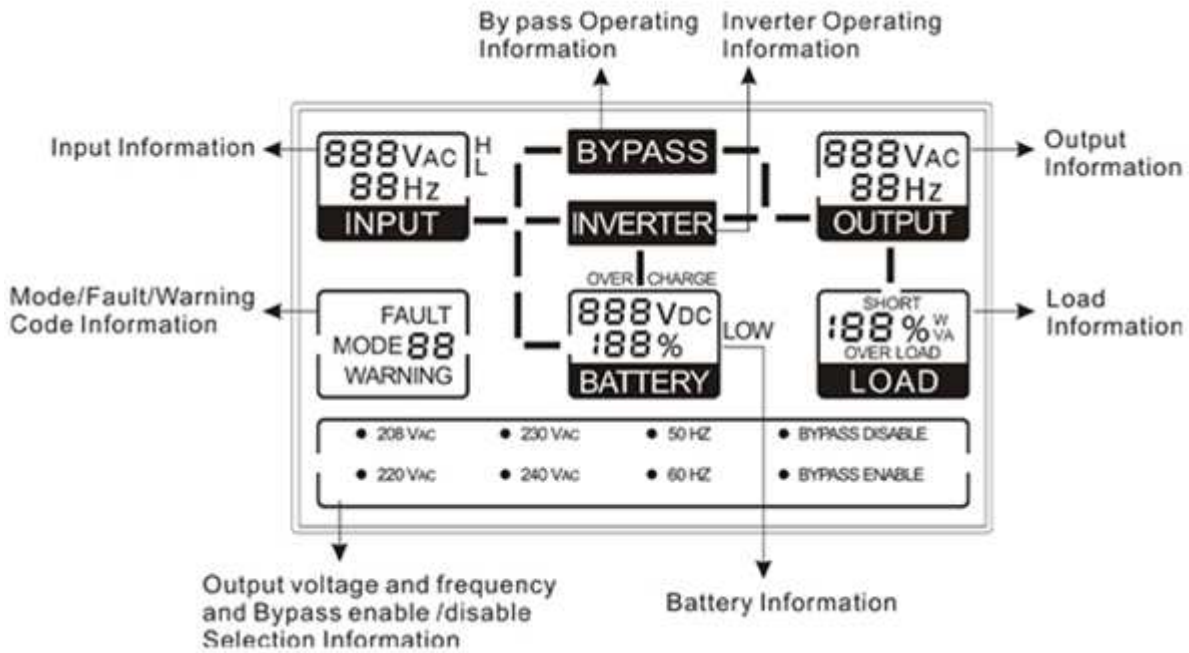 By pass Operating
Information
Inverter Operating
Information
Input Information
888VAC
88Hz
INPUT
H
L
BYPASS
INVERTER
888VAC
88Hz
OUTPUT
Output
Information
Mode/Fault/Warning
Code Information
FAULT
MODE 88
WARNING
OVER CHARGE
888VDC
188%
BATTERY
LOW
SHORT
188% W
VA
OVER LOAD
LOAD
Load
Information
● 208 VAC ● 230 VAC ● 50 HZ ● BYPASS DISABLE
● 220 VAC ● 240 VAC ● 60 HZ ● BYPASS ENABLE
Output voltage and frequency
and Bypass enable /disable
Selection Information
Battery Information